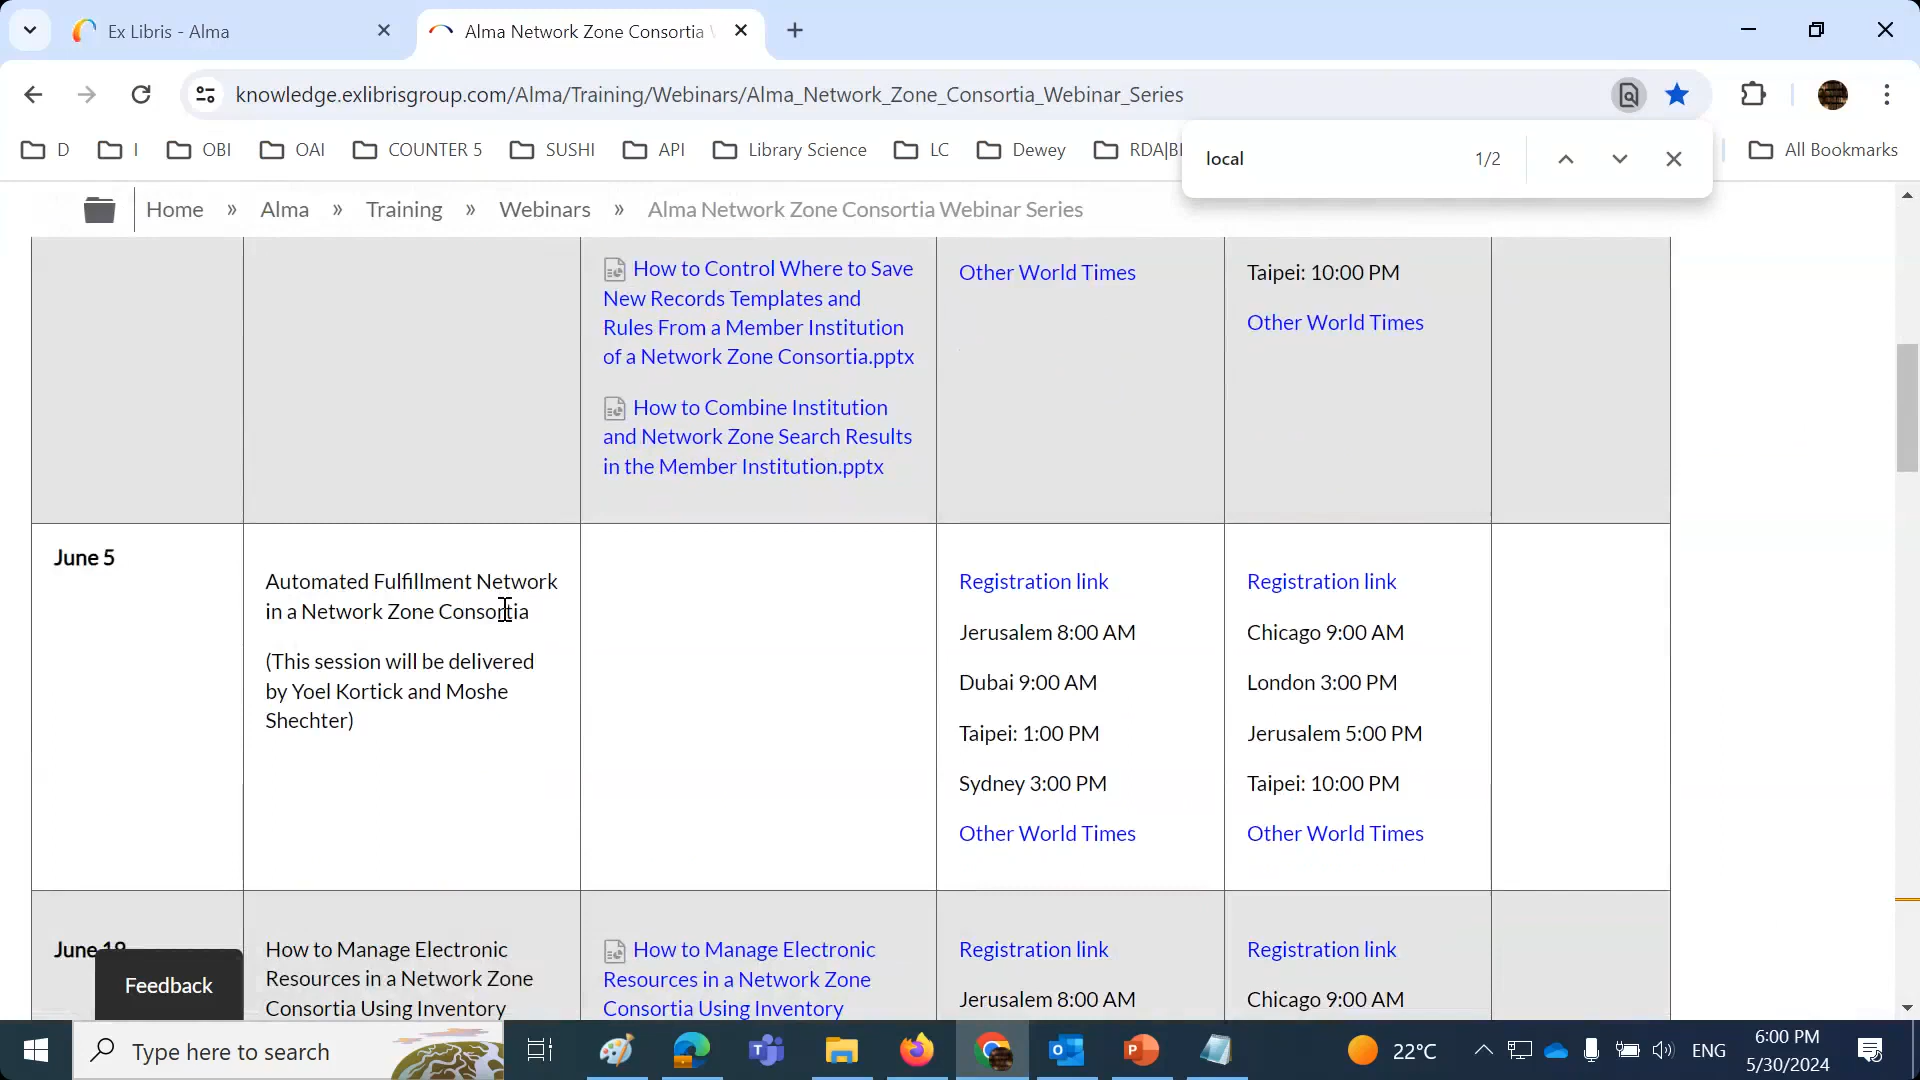 Ex Libris - Alma
Alma Network Zone Consortia
knowledge.exlibrisgroup.com/Alma/Training/Webinars/Alma_Network_Zone_Consortia_Webinar_Series
D
I
OBI
OAI
COUNTER 5
SUSHI
API
Library Science
LC
Dewey
RDA|BI
All Bookmarks
local
1/2
Home » Alma » Training » Webinars » Alma Network Zone Consortia Webinar Series
How to Control Where to Save
New Records Templates and
Rules From a Member Institution
of a Network Zone Consortia.pptx
How to Combine Institution
and Network Zone Search Results
in the Member Institution.pptx
Other World Times
Taipei: 10:00 PM
Other World Times
June 5
Automated Fulfillment Network
in a Network Zone Consortia
(This session will be delivered
by Yoel Kortick and Moshe
Shechter)
Registration link
Jerusalem 8:00 AM
Dubai 9:00 AM
Taipei: 1:00 PM
Sydney 3:00 PM
Other World Times
Registration link
Chicago 9:00 AM
London 3:00 PM
Jerusalem 5:00 PM
Taipei: 10:00 PM
Other World Times
June 19
How to Manage Electronic
Resources in a Network Zone
Consortia Using Inventory
How to Manage Electronic
Resources in a Network Zone
Consortia Using Inventory
Registration link
Jerusalem 8:00 AM
Registration link
Chicago 9:00 AM
Feedback
Type here to search
22°C
ENG
6:00 PM
5/30/2024